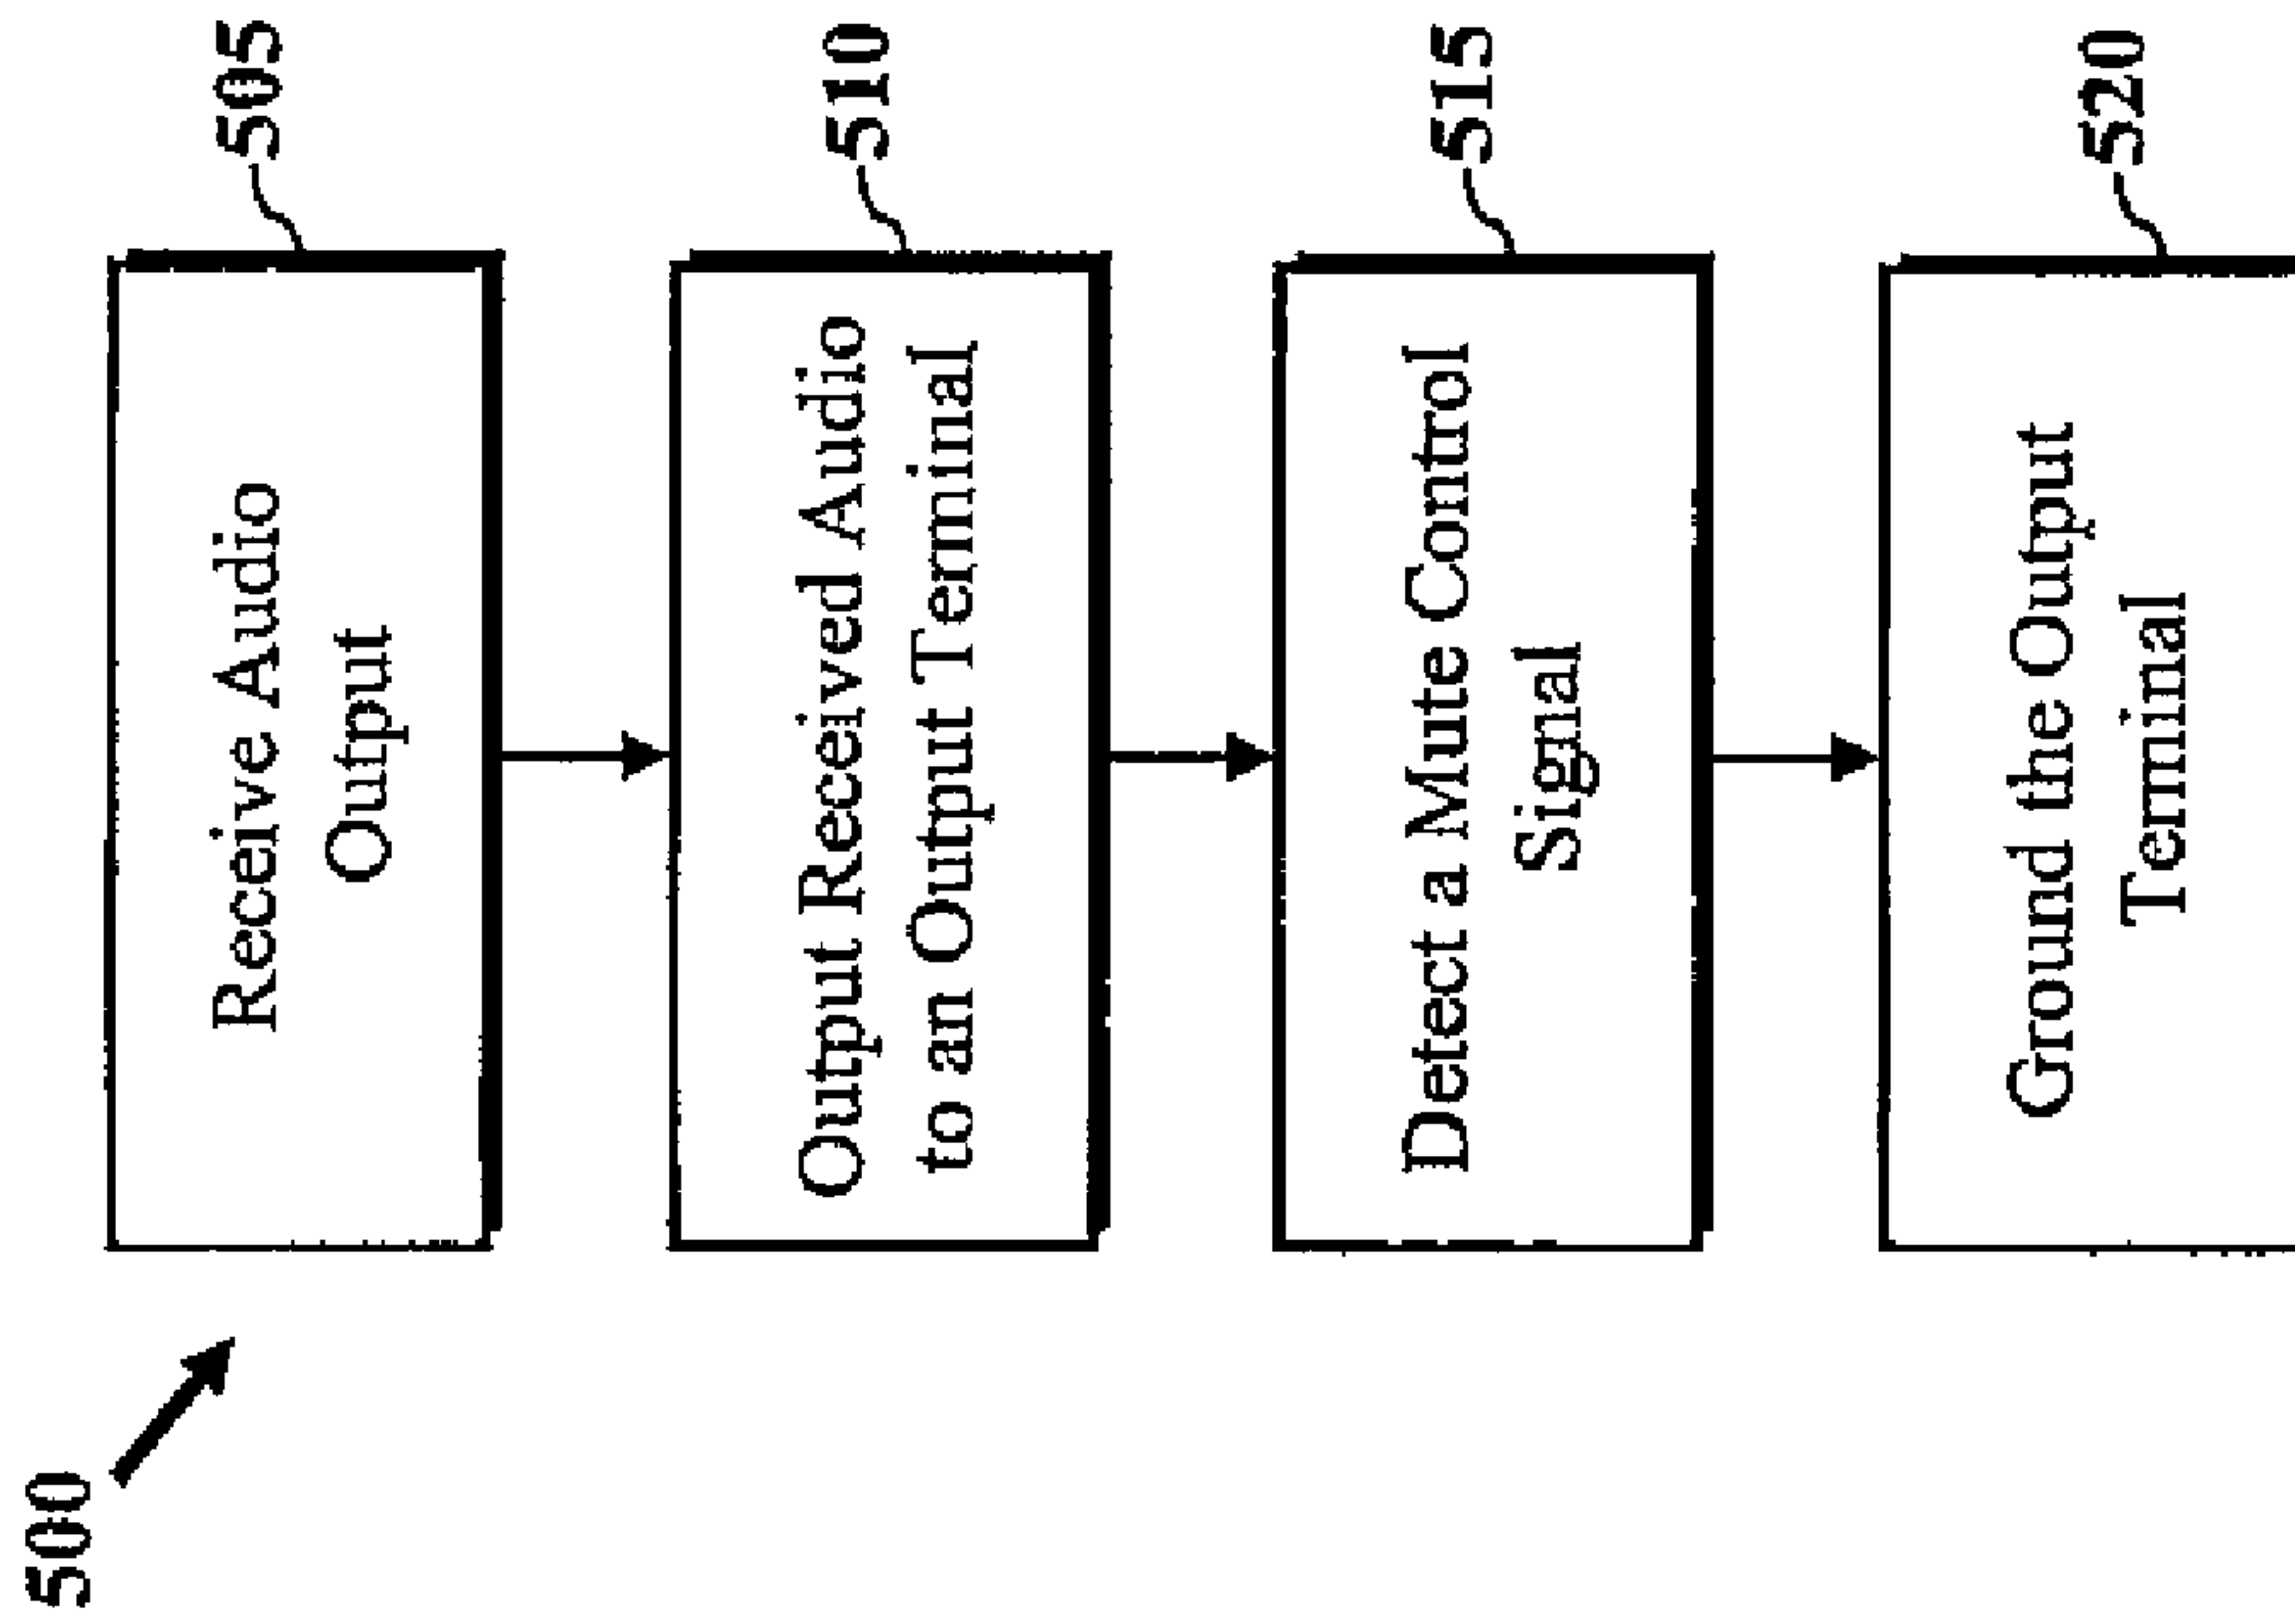 500
Receive Audio
Output
505
Output Received Audio
to an Output Terminal
510
Detect a Mute Control
Signal
515
Ground the Output
Terminal
520